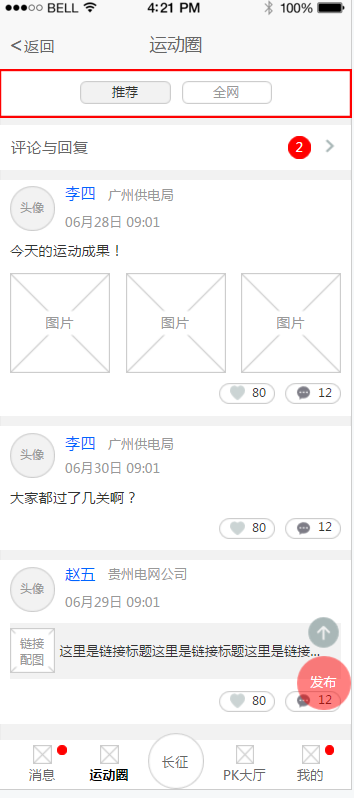 BELL 4:21 PM 100%
<返回 运动圈
推荐 全网
评论与回复 2
头像 李四 广州供电局
06月28日 09:01
今天的运动成果！
图片 图片 图片
80 12
头像 李四 广州供电局
06月30日 09:01
大家都过了几关啊？
80 12
头像 赵五 贵州电网公司
06月29日 09:01
链接
配图
这里是链接标题这里是链接标题这里是链接...
发布
80 12
消息 运动圈 长征 PK大厅 我的